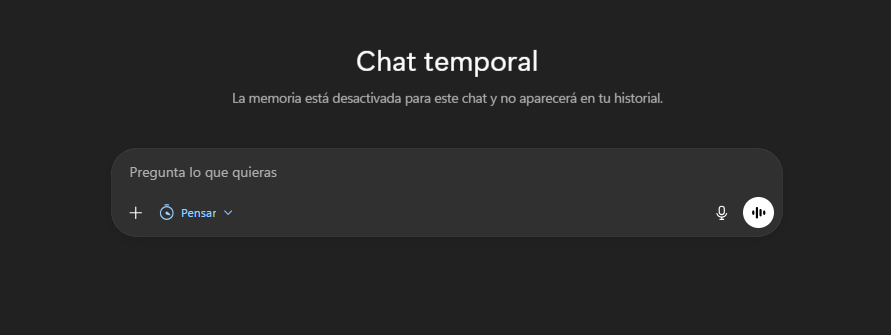 Chat temporal
La memoria está desactivada para este chat y no aparecerá en tu historial.
Pregunta lo que quieras
Pensar